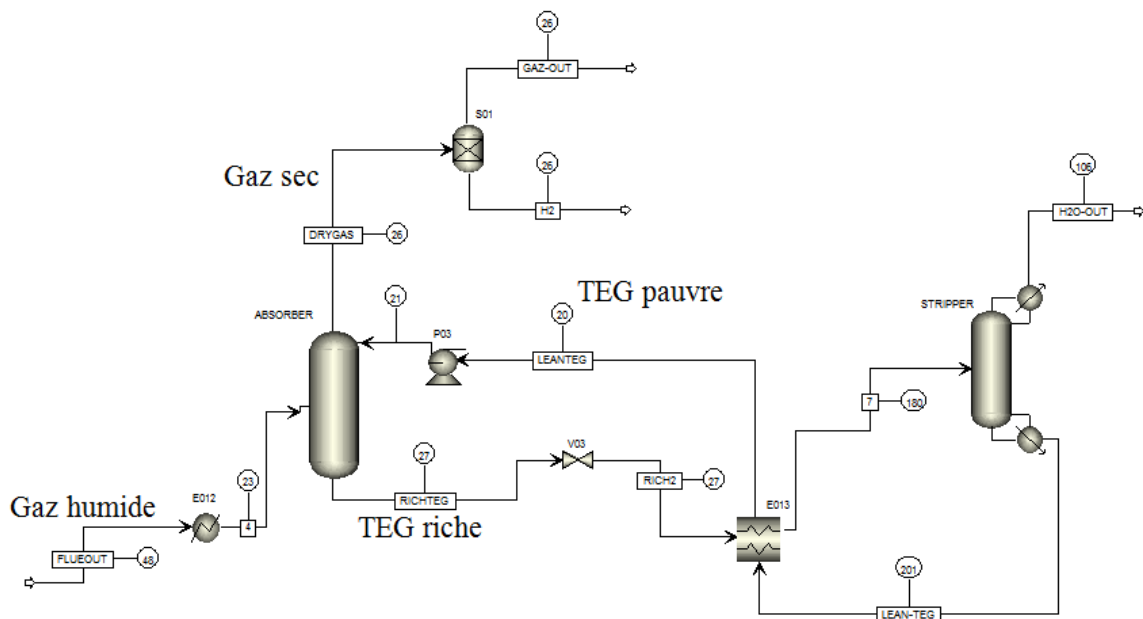 26
GAZ-OUT
S01
Gaz sec
26
H2
106
H2O-OUT
DRYGAS
26
TEG pauvre
21
20
STRIPPER
ABSORBER
P03
LEANTEG
7
180
V03
27
23
RICHTEG
RICH2
27
E012
E013
Gaz humide
4
TEG riche
FLUEOUT
48
201
LEAN-TEG